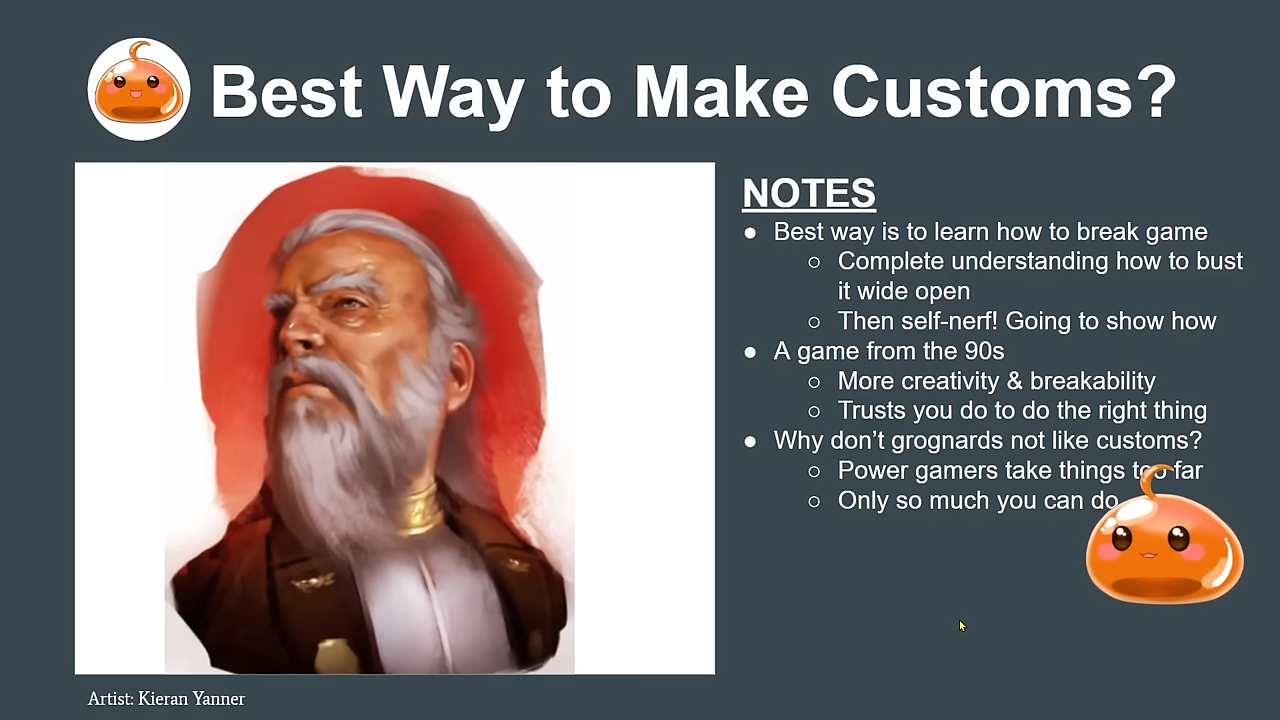 Best Way to Make Customs?
NOTES
● Best way is to learn how to break game
○ Complete understanding how to bust
it wide open
○ Then self-nerf! Going to show how
● A game from the 90s
○ More creativity & breakability
○ Trusts you do to do the right thing
● Why don’t grognards not like customs?
○ Power gamers take things too far
○ Only so much you can do
Artist: Kieran Yanner